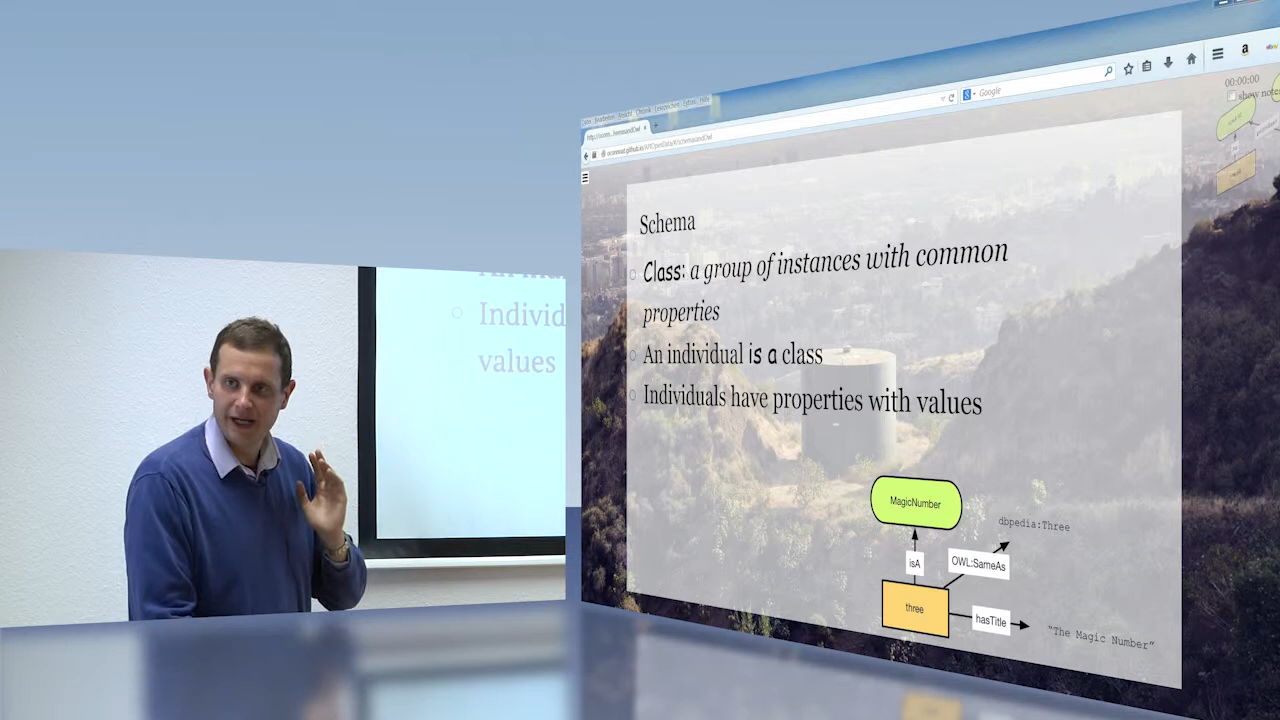 Individ
values
Google
00:00:00
show notes
Schema
Class: a group of instances with common
properties
An individual is a class
Individuals have properties with values
MagicNumber
dbpedia:Three
isA
OWL:SameAs
three
hasTitle
"The Magic Number"